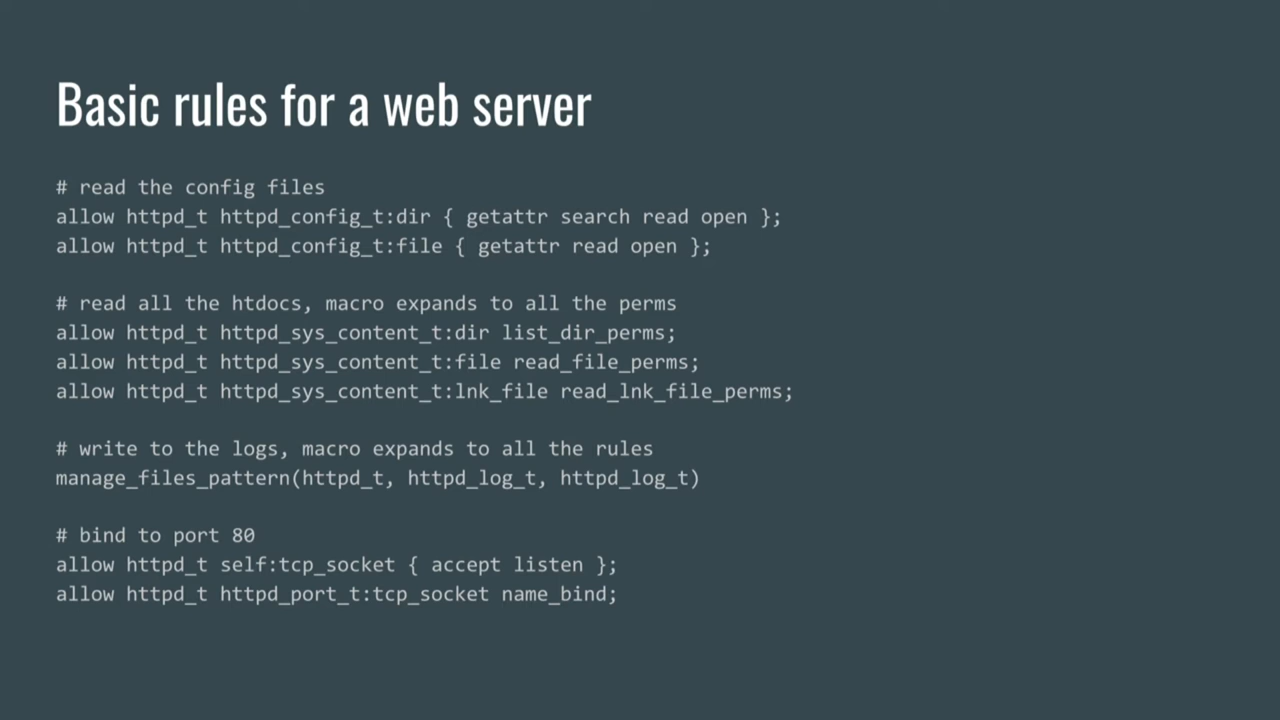 Basic rules for a web server
# read the config files
allow httpd_t httpd_config_t:dir { getattr search read open };
allow httpd_t httpd_config_t:file { getattr read open };
# read all the htdocs, macro expands to all the perms
allow httpd_t httpd_sys_content_t:dir list_dir_perms;
allow httpd_t httpd_sys_content_t:file read_file_perms;
allow httpd_t httpd_sys_content_t:lnk_file read_lnk_file_perms;
# write to the logs, macro expands to all the rules
manage_files_pattern(httpd_t, httpd_log_t, httpd_log_t)
# bind to port 80
allow httpd_t self:tcp_socket { accept listen };
allow httpd_t httpd_port_t:tcp_socket name_bind;